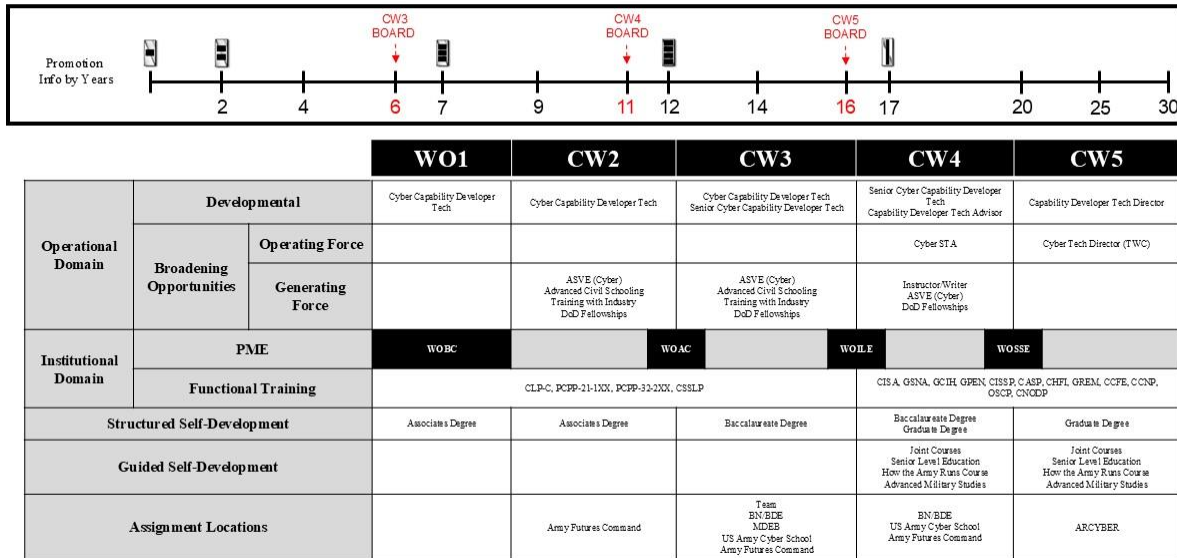 CW3
BOARD
CW4
BOARD
CW5
BOARD
Promotion
Info by Years
2 4 6 7 9 11 12 14 16 17 20 25 30
WO1 CW2 CW3 CW4 CW5
Operational
Domain
Developmental
Cyber Capability Developer
Tech
Cyber Capability Developer Tech
Cyber Capability Developer Tech
Senior Cyber Capability Developer Tech
Senior Cyber Capability Developer
Tech
Capability Developer Tech Advisor
Capability Developer Tech Director
Broadening
Opportunities
Operating Force
Cyber STA
Cyber Tech Director (TWC)
Generating
Force
ASVE (Cyber)
Advanced Civil Schooling
Training with Industry
DoD Fellowships
ASVE (Cyber)
Advanced Civil Schooling
Training with Industry
DoD Fellowships
Instructor/Writer
ASVE (Cyber)
DoD Fellowships
Institutional
Domain
PME
WOBC
WOAC
WOILE
WOSSE
Functional Training
CLP-C, PCPP-21-1XX, PCPP-32-2XX, CSSLP
CISA, GSNA, GCIH, GPEN, CISSP, CASP, CHFI, GREM, CCFE, CCNP,
OSCP, CNODP
Structured Self-Development
Associates Degree
Associates Degree
Baccalaureate Degree
Baccalaureate Degree
Graduate Degree
Graduate Degree
Guided Self-Development
Joint Courses
Senior Level Education
How the Army Runs Course
Advanced Military Studies
Joint Courses
Senior Level Education
How the Army Runs Course
Advanced Military Studies
Assignment Locations
Army Futures Command
Team
BN/BDE
MDEB
US Army Cyber School
Army Futures Command
BN/BDE
US Army Cyber School
Army Futures Command
ARCYBER